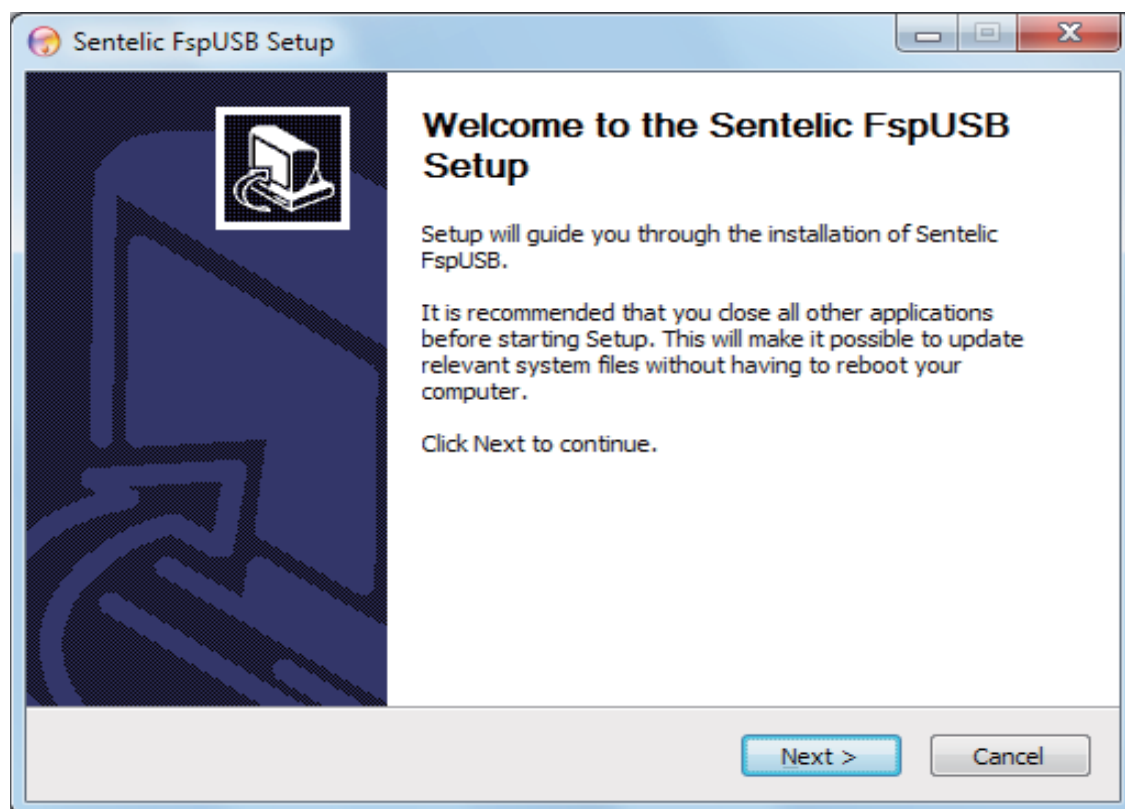 Sentelic FspUSB Setup
Welcome to the Sentelic FspUSB
Setup
Setup will guide you through the installation of Sentelic
FspUSB.
It is recommended that you close all other applications
before starting Setup. This will make it possible to update
relevant system files without having to reboot your
computer.
Click Next to continue.
Next >
Cancel